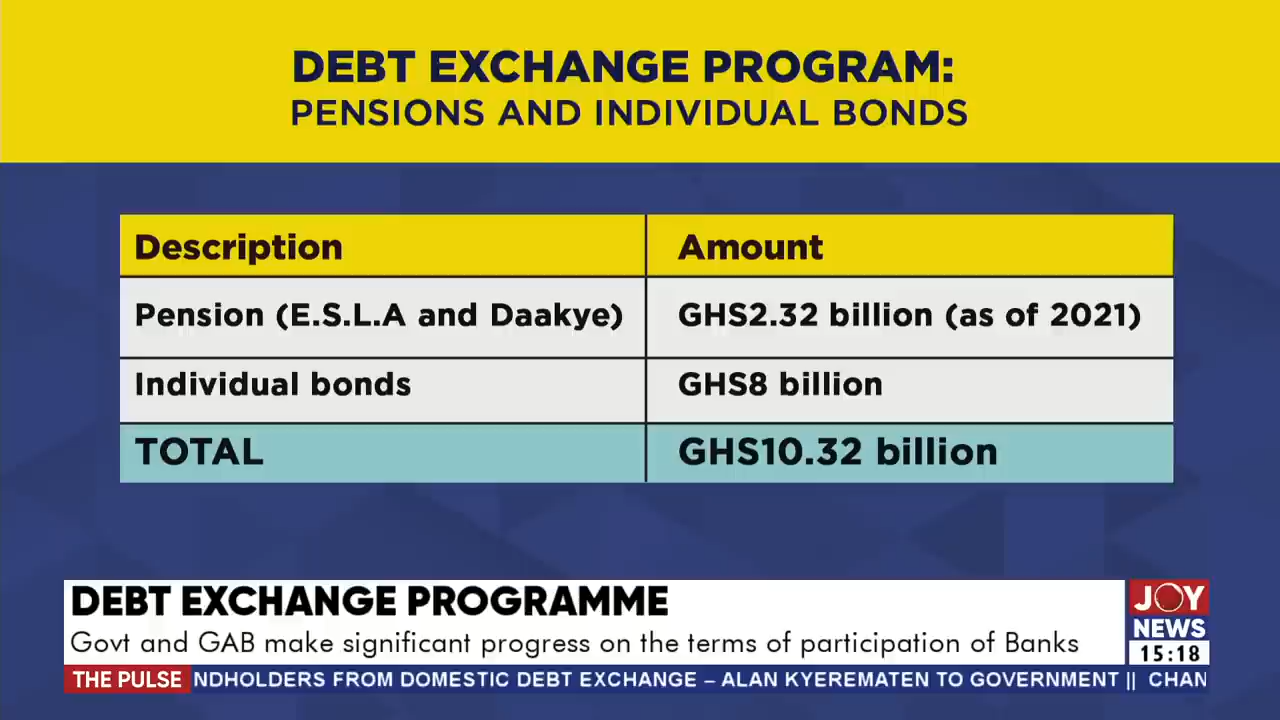 DEBT EXCHANGE PROGRAM:
PENSIONS AND INDIVIDUAL BONDS
Description Amount
Pension (E.S.L.A and Daakye) GHS2.32 billion (as of 2021)
Individual bonds GHS8 billion
TOTAL GHS10.32 billion
DEBT EXCHANGE PROGRAMME
Govt and GAB make significant progress on the terms of participation of Banks
JOY
NEWS
15:18
THE PULSE NDHOLDERS FROM DOMESTIC DEBT EXCHANGE – ALAN KYEREMATEN TO GOVERNMENT || CHAN